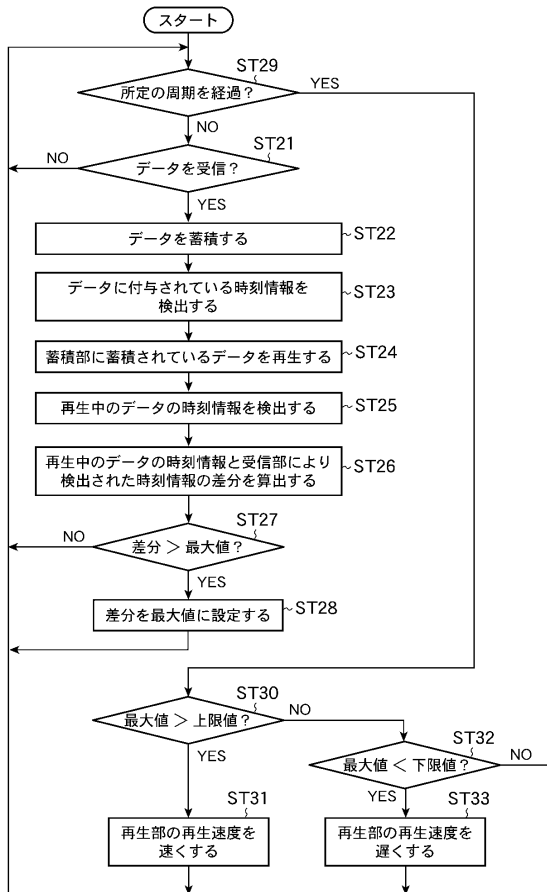 スタート
ST29
所定の周期を経過？
YES
NO
ST21
データを受信？
NO
YES
データを蓄積する
ST22
データに付与されている時刻情報を
検出する
ST23
蓄積部に蓄積されているデータを再生する
ST24
再生中のデータの時刻情報を検出する
ST25
再生中のデータの時刻情報と受信部により
検出された時刻情報の差分を算出する
ST26
ST27
差分 ＞ 最大値？
NO
YES
差分を最大値に設定する
ST28
ST30
最大値 ＞ 上限値？
NO
YES
ST32
最大値 ＜ 下限値？
NO
YES
ST31
再生部の再生速度を
速くする
ST33
再生部の再生速度を
遅くする